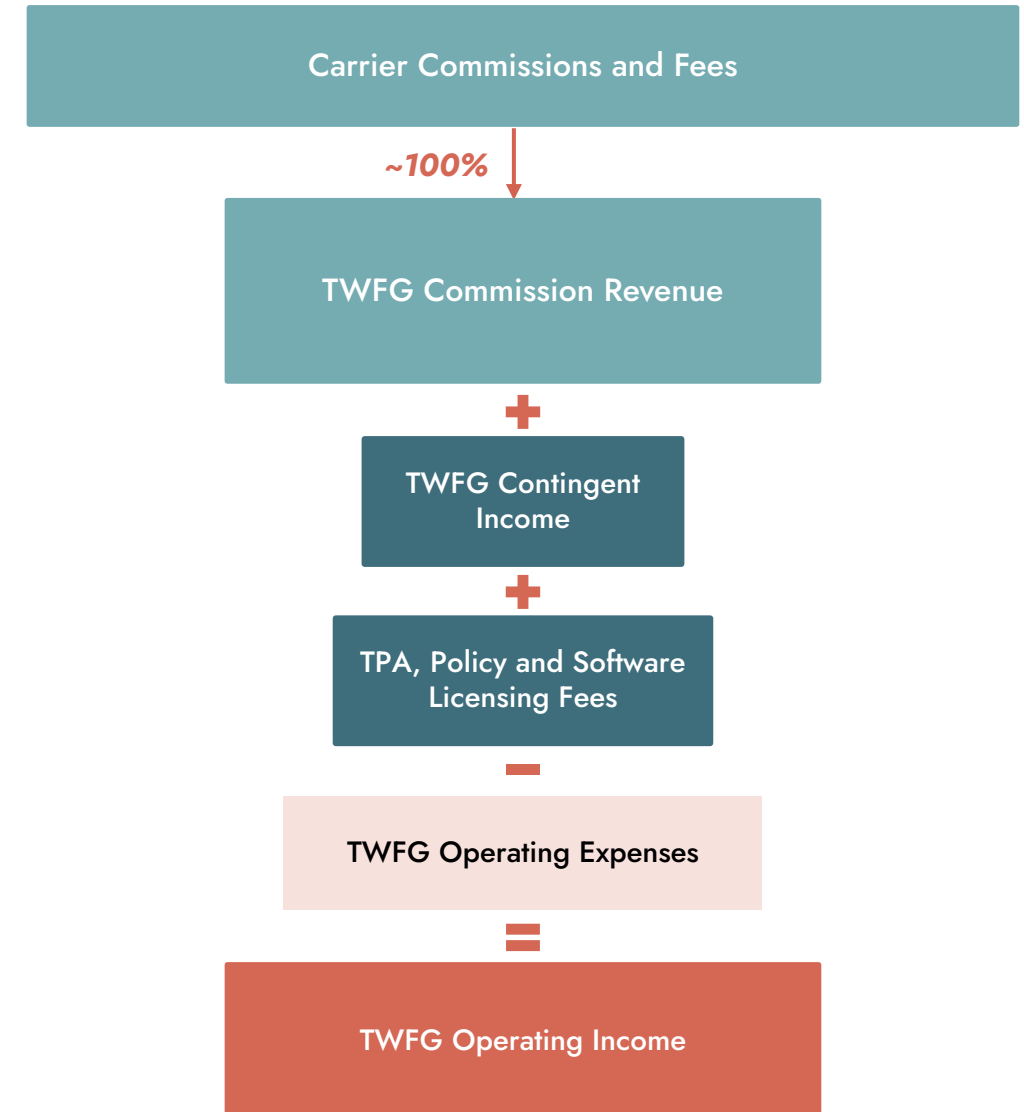 Carrier Commissions and Fees
~100%
TWFG Commission Revenue
+
TWFG Contingent
Income
+
TPA, Policy and Software
Licensing Fees
-
TWFG Operating Expenses
=
TWFG Operating Income